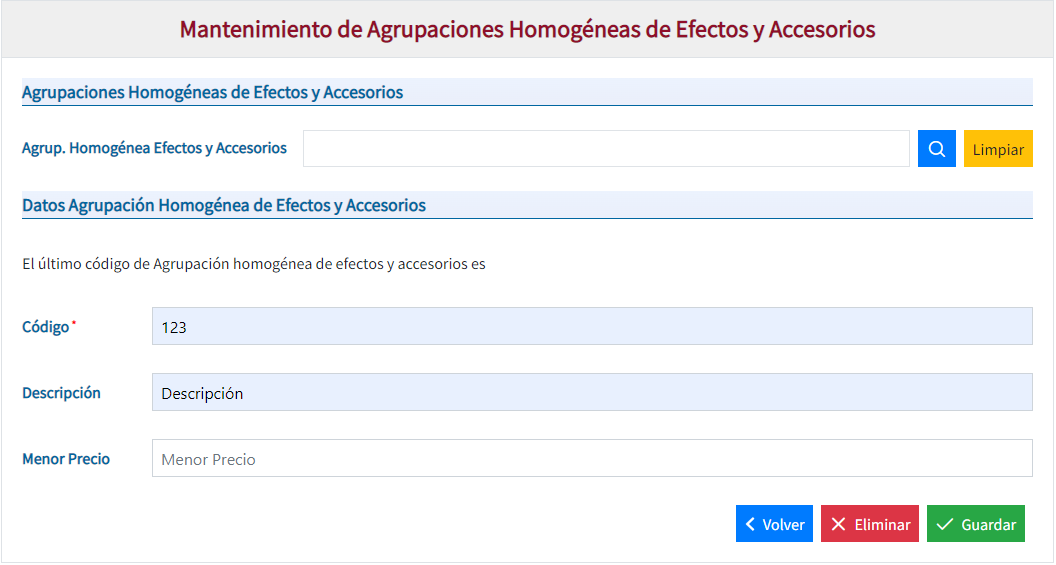 Mantenimiento de Agrupaciones Homogéneas de Efectos y Accesorios
Agrupaciones Homogéneas de Efectos y Accesorios
Agrup. Homogénea Efectos y Accesorios
Limpiar
Datos Agrupación Homogénea de Efectos y Accesorios
El último código de Agrupación homogénea de efectos y accesorios es
Código * 123
Descripción Descripción
Menor Precio Menor Precio
Volver Eliminar Guardar